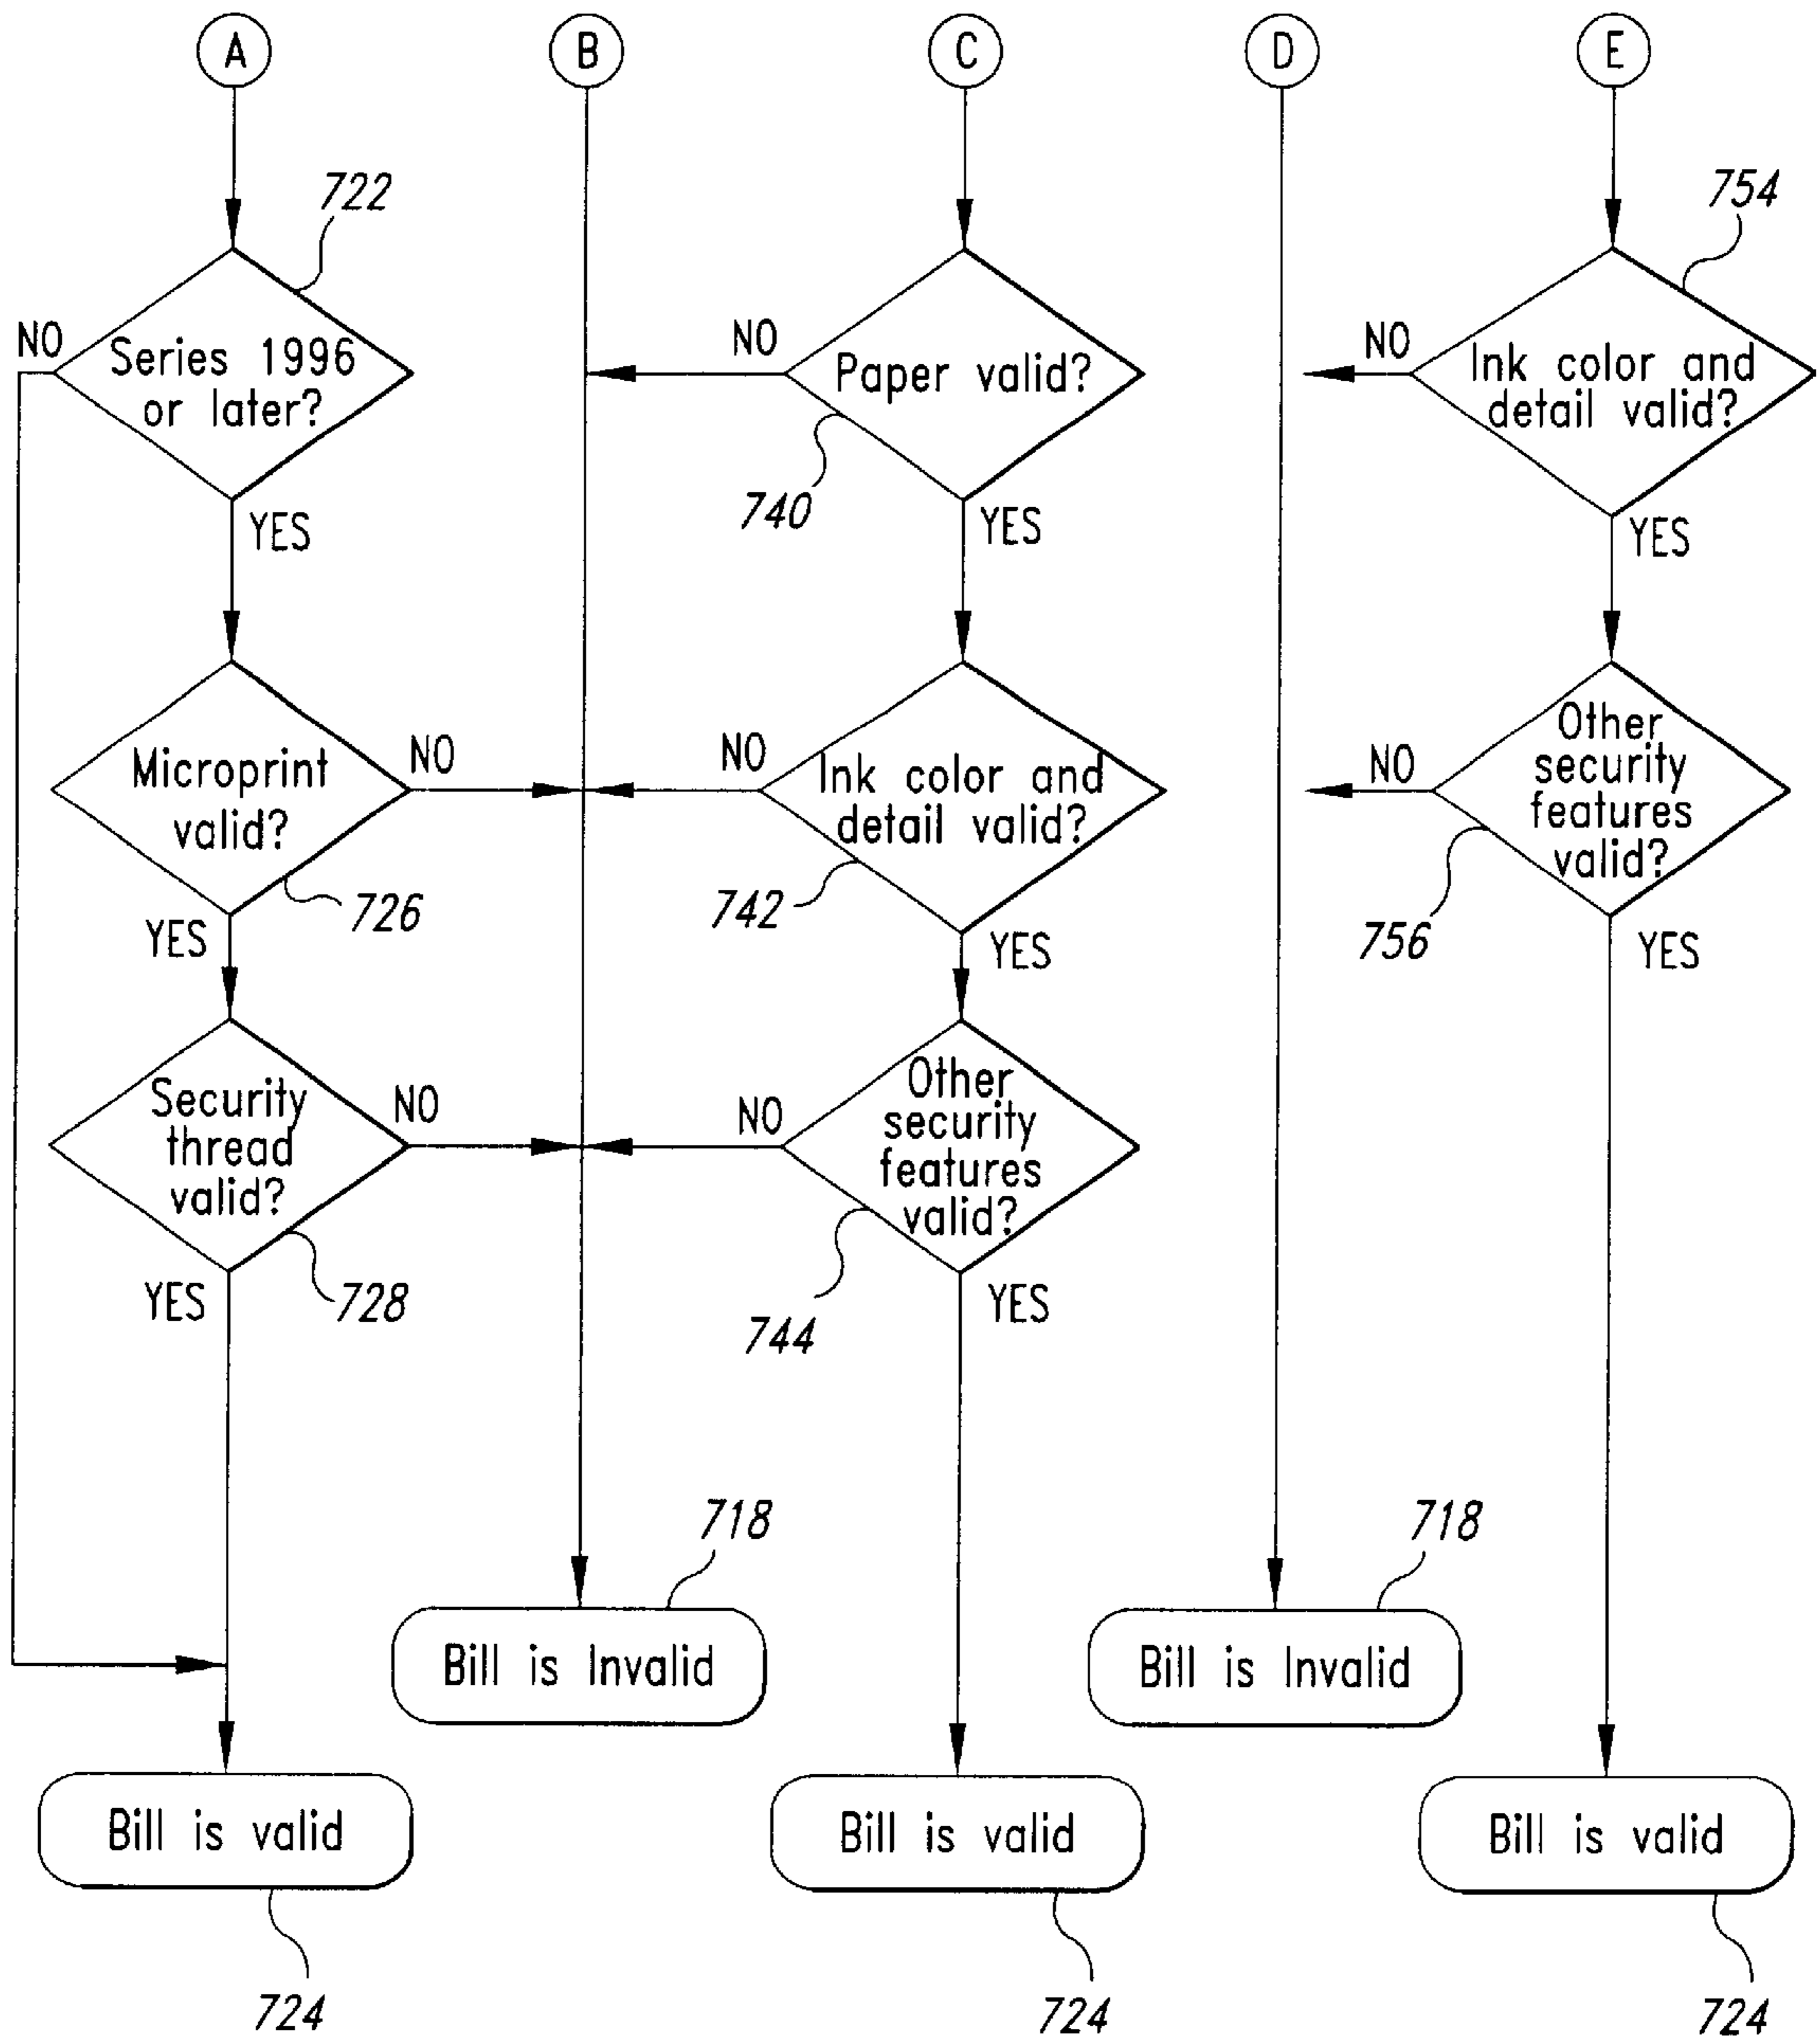 A
B
C
D
E
722
754
NO
Series 1996
or later?
YES
NO
Paper valid?
740
YES
NO
Ink color and
detail valid?
YES
Microprint
valid?
NO
726
YES
NO
Ink color and
detail valid?
742
YES
NO
Other
security
features
valid?
756
YES
Security
thread
valid?
NO
728
YES
NO
Other
security
features
valid?
744
YES
718
Bill is Invalid
718
Bill is Invalid
Bill is valid
724
Bill is valid
724
Bill is valid
724